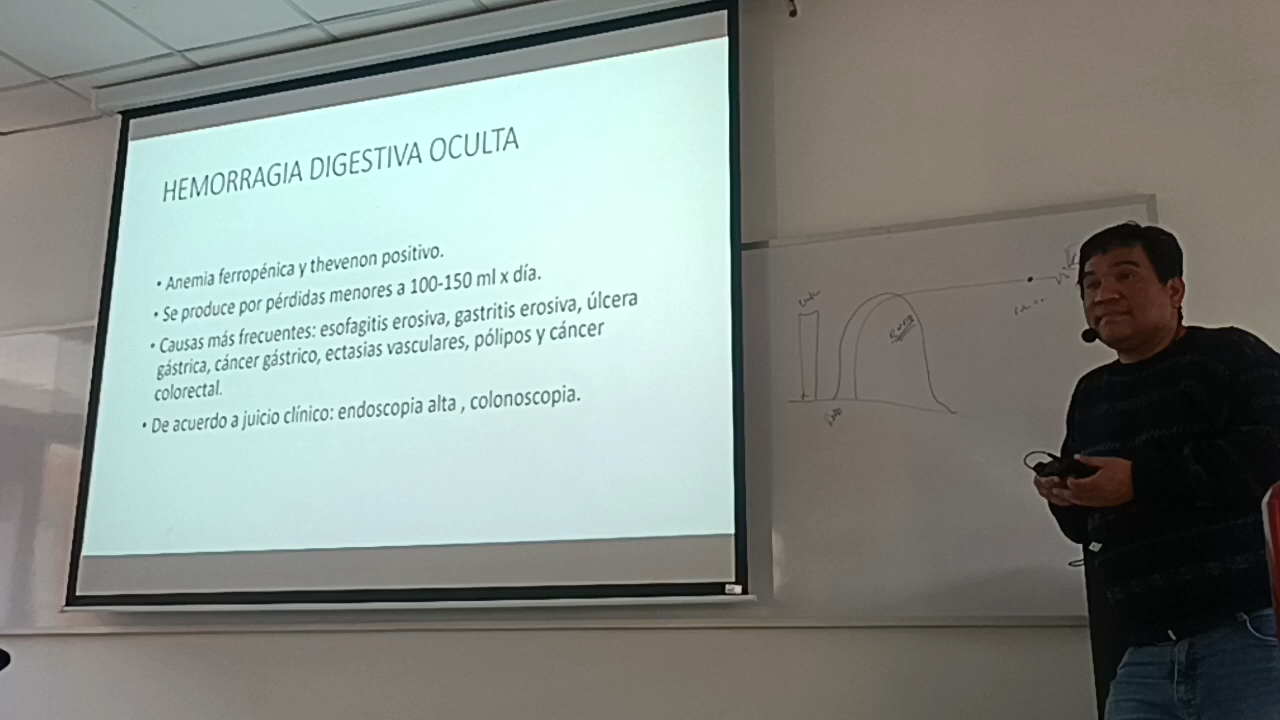 HEMORRAGIA DIGESTIVA OCULTA
• Anemia ferropénica y thevenon positivo.
• Se produce por pérdidas menores a 100-150 ml x día.
• Causas más frecuentes: esofagitis erosiva, gastritis erosiva, úlcera
gástrica, cáncer gástrico, ectasias vasculares, pólipos y cáncer
colorectal.
• De acuerdo a juicio clínico: endoscopia alta , colonoscopia.